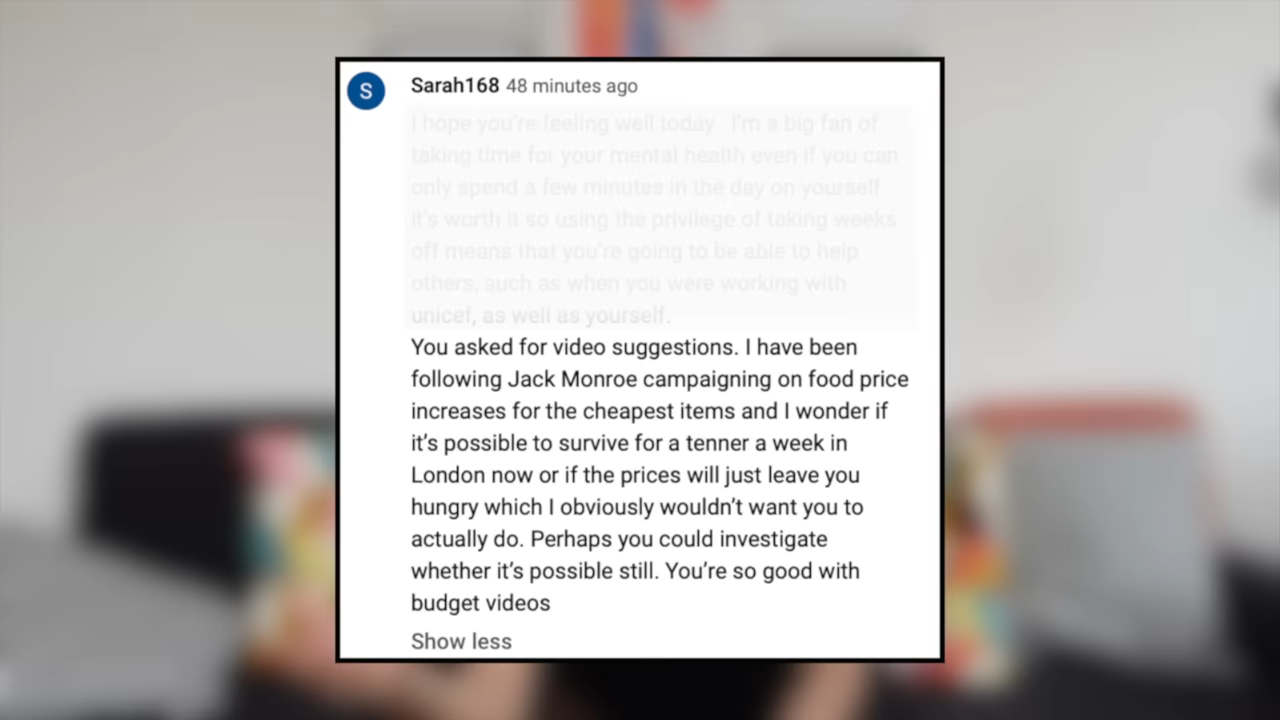 S
Sarah168 48 minutes ago
I hope you're feeling well today. I'm a big fan of
taking time for your mental health even if you can
only spend a few minutes in the day on yourself
it's worth it so using the privilege of taking weeks
off means that you're going to be able to help
others, such as when you were working with
unicef, as well as yourself.
You asked for video suggestions. I have been
following Jack Monroe campaigning on food price
increases for the cheapest items and I wonder if
it's possible to survive for a tenner a week in
London now or if the prices will just leave you
hungry which I obviously wouldn't want you to
actually do. Perhaps you could investigate
whether it's possible still. You're so good with
budget videos
Show less